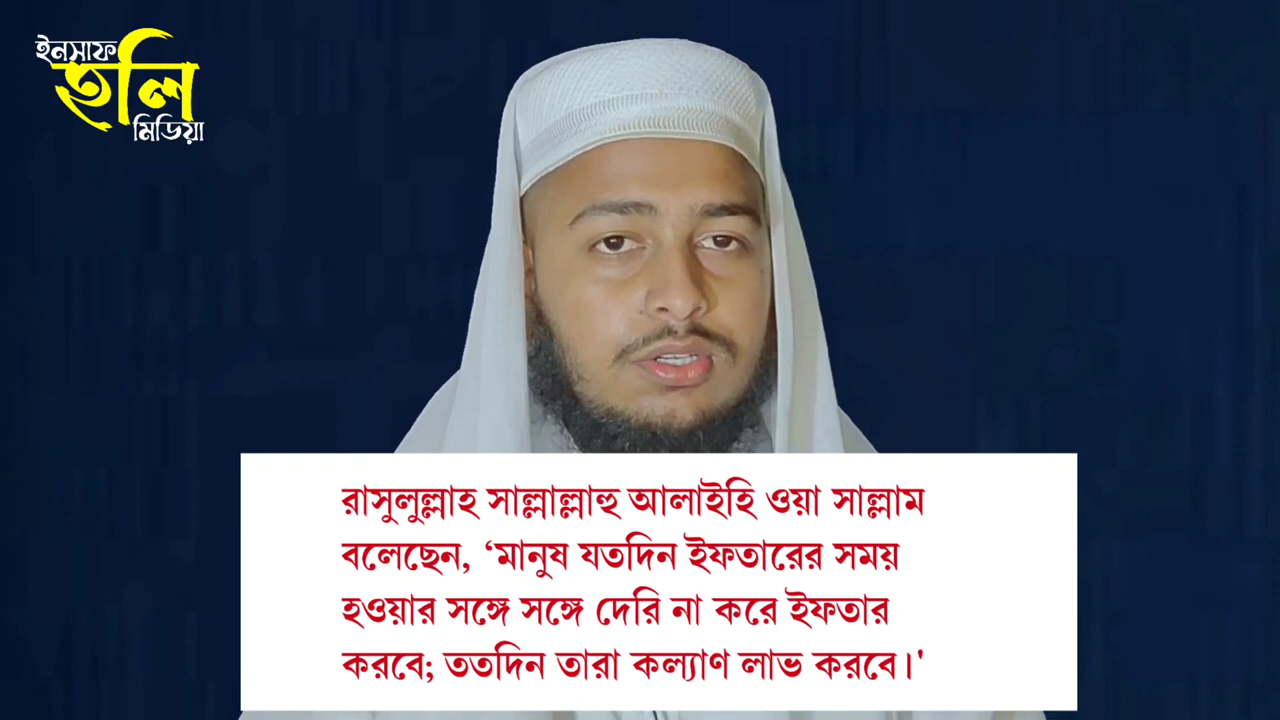 ইনসাফ
হলি
মিডিয়া
রাসুলুল্লাহ সাল্লাল্লাহু আলাইহি ওয়া সাল্লাম
বলেছেন, ‘মানুষ যতদিন ইফতারের সময়
হওয়ার সঙ্গে সঙ্গে দেরি না করে ইফতার
করবে; ততদিন তারা কল্যাণ লাভ করবে।'